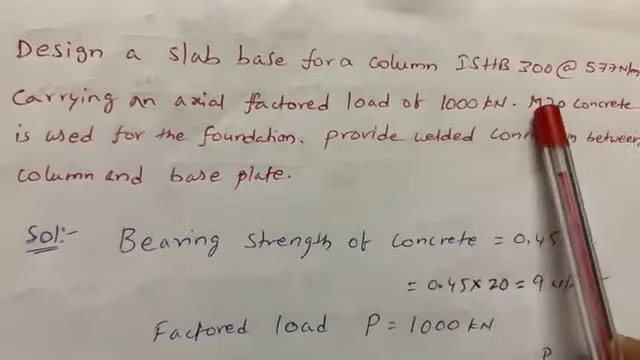 Design a slab base for a column ISHB 300 @ 577 N/m
Carrying an axial factored load of 1000 kN. M20 concrete
is used for the foundation. Provide welded between
column and base plate.
Sol:- Bearing strength of concrete = 0.45
= 0.45 × 20 = 9
Factored load P = 1000 kN.
P